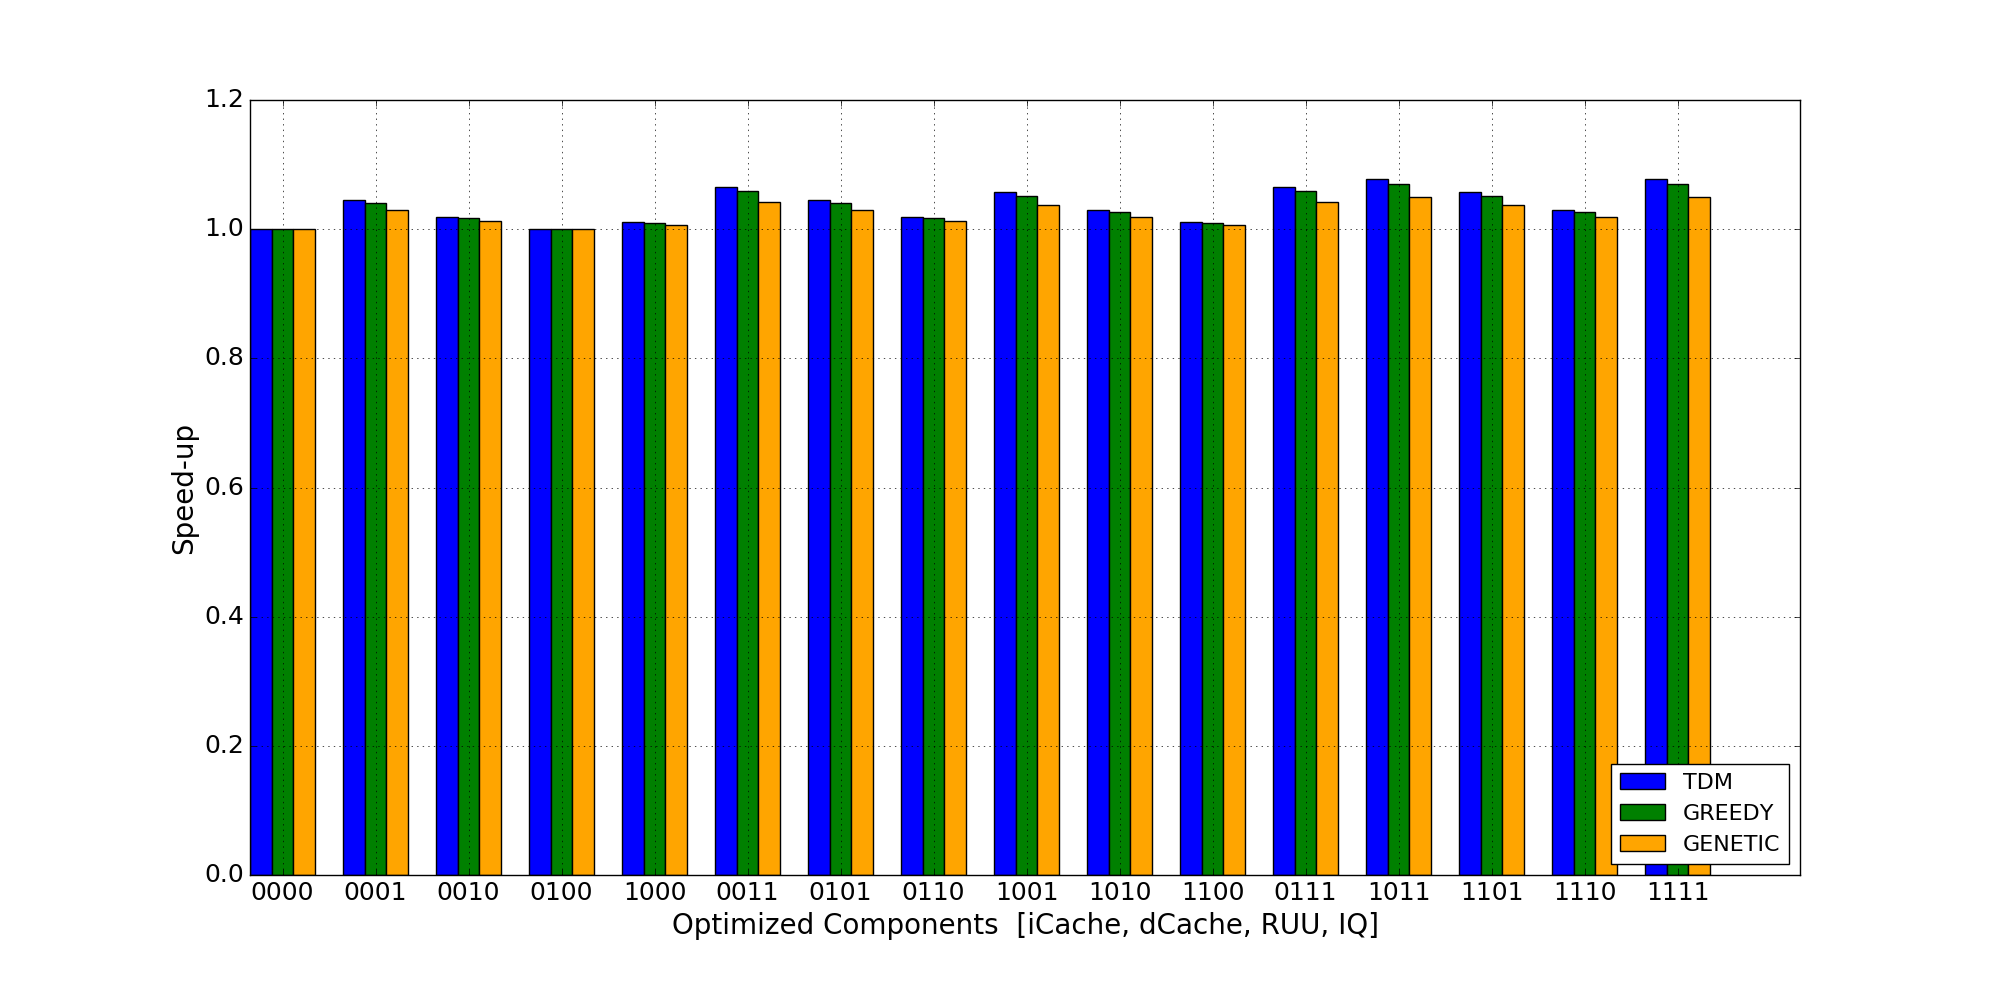 1.2
1.0
0.8
0.6
0.4
0.2
0.0
Speed-up
TDM
GREEDY
GENETIC
0000 0001 0010 0100 1000 0011 0101 0110 1001 1010 1100 0111 1011 1101 1110 1111
Optimized Components  [iCache, dCache, RUU, IQ]